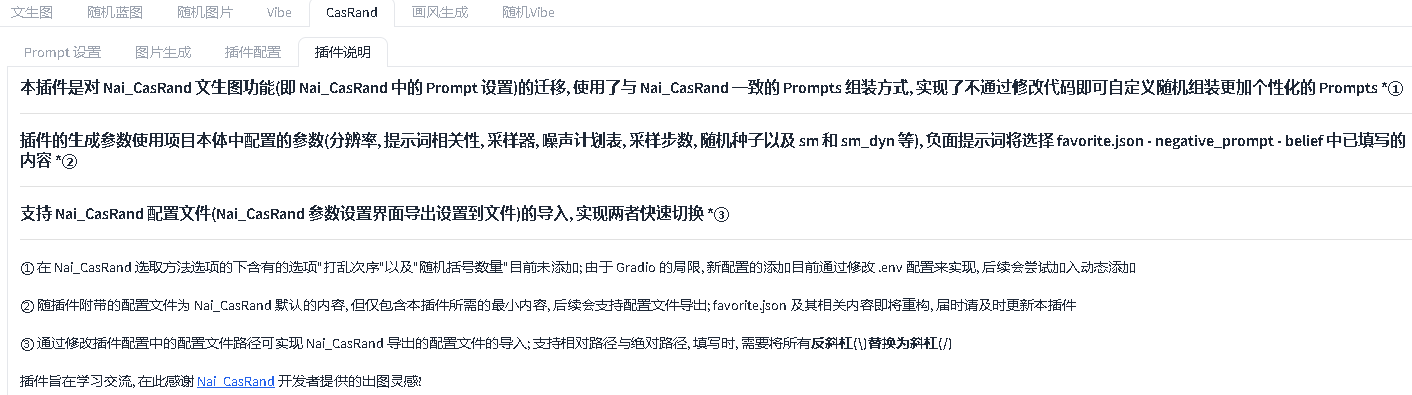 文生图 随机蓝图 随机图片 Vibe CasRand 画风生成 随机Vibe
Prompt 设置 图片生成 插件配置 插件说明
本插件是对 Nai_CasRand 文生图功能(即 Nai_CasRand 中的 Prompt 设置)的迁移, 使用了与 Nai_CasRand 一致的 Prompts 组装方式, 实现了不通过修改代码即可自定义随机组装更加个性化的 Prompts *①
插件的生成参数使用项目本体中配置的参数(分辨率, 提示词相关性, 采样器, 噪声计划表, 采样步数, 随机种子以及 sm 和 sm_dyn 等), 负面提示词将选择 favorite.json - negative_prompt - belief 中已填写的
内容 *②
支持 Nai_CasRand 配置文件(Nai_CasRand 参数设置界面导出设置到文件)的导入, 实现两者快速切换 *③
① 在 Nai_CasRand 选取方法选项的下含有的选项"打乱次序"以及"随机括号数量"目前未添加; 由于 Gradio 的局限, 新配置的添加目前通过修改 .env 配置来实现, 后续会尝试加入动态添加
② 随插件附带的配置文件为 Nai_CasRand 默认的内容, 但仅包含本插件所需的最小内容, 后续会支持配置文件导出; favorite.json 及其相关内容即将重构, 届时请及时更新本插件
③ 通过修改插件配置中的配置文件路径可实现 Nai_CasRand 导出的配置文件的导入; 支持相对路径与绝对路径, 填写时, 需要将所有反斜杠(\)替换为斜杠(/)
插件旨在学习交流, 在此感谢 Nai_CasRand 开发者提供的出图灵感!